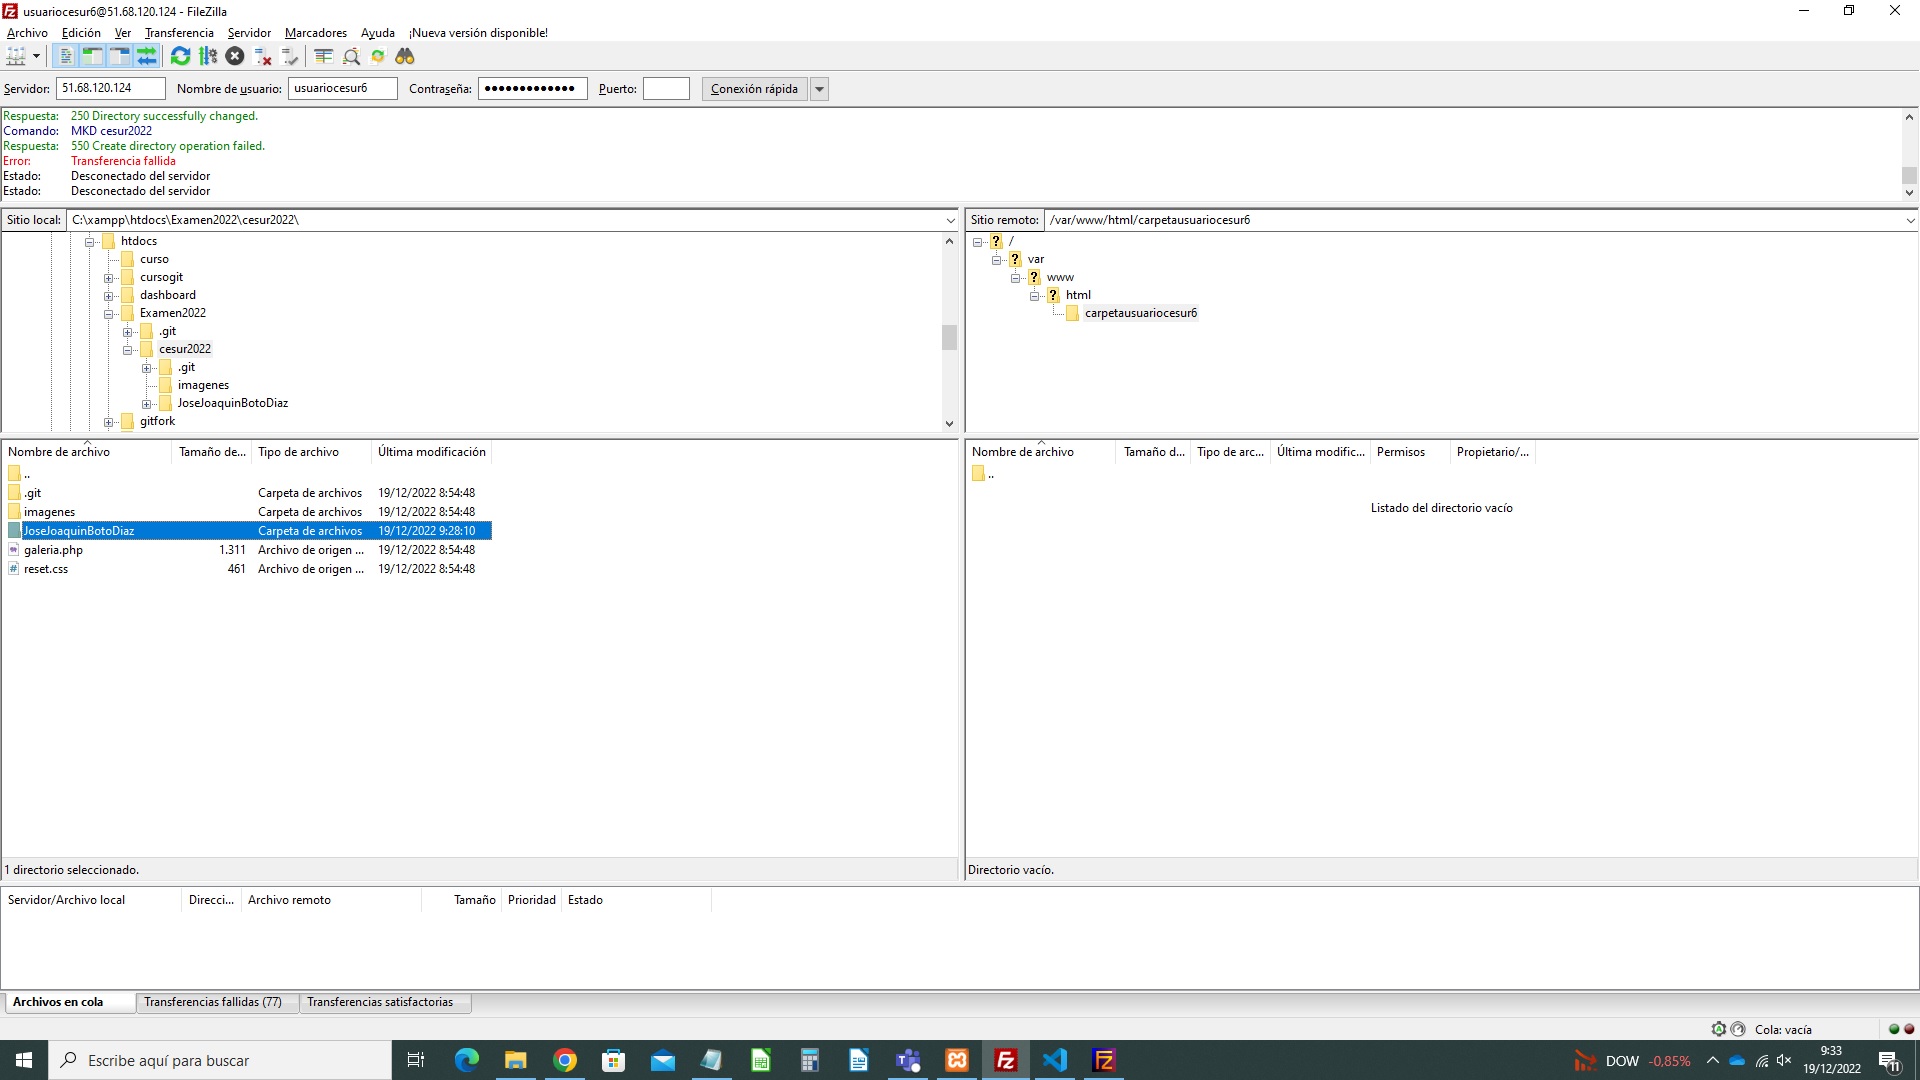 usuariocesur6@51.68.120.124 - FileZilla
Archivo Edición Ver Transferencia Servidor Marcadores Ayuda ¡Nueva versión disponible!
Servidor: 51.68.120.124 Nombre de usuario: usuariocesur6 Contraseña: ●●●●●●●●●●●●● Puerto: Conexión rápida
Respuesta: 250 Directory successfully changed.
Comando: MKD cesur2022
Respuesta: 550 Create directory operation failed.
Error: Transferencia fallida
Estado: Desconectado del servidor
Estado: Desconectado del servidor
Sitio local: C:\xampp\htdocs\Examen2022\cesur2022\
htdocs
curso
cursogit
dashboard
Examen2022
.git
cesur2022
.git
imagenes
JoseJoaquinBotoDiaz
gitfork
Sitio remoto: /var/www/html/carpetausuariocesur6
/
var
www
html
carpetausuariocesur6
Nombre de archivo Tamaño de... Tipo de archivo Última modificación
..
.git Carpeta de archivos 19/12/2022 8:54:48
imagenes Carpeta de archivos 19/12/2022 8:54:48
JoseJoaquinBotoDiaz Carpeta de archivos 19/12/2022 9:28:10
galeria.php 1.311 Archivo de origen ... 19/12/2022 8:54:48
reset.css 461 Archivo de origen ... 19/12/2022 8:54:48
1 directorio seleccionado.
Nombre de archivo Tamaño d... Tipo de arc... Última modific... Permisos Propietario/...
..
Listado del directorio vacío
Directorio vacío.
Servidor/Archivo local Direcci... Archivo remoto Tamaño Prioridad Estado
Archivos en cola Transferencias fallidas (77) Transferencias satisfactorias
Cola: vacía
Escribe aquí para buscar
DOW -0,85%
9:33
19/12/2022
11